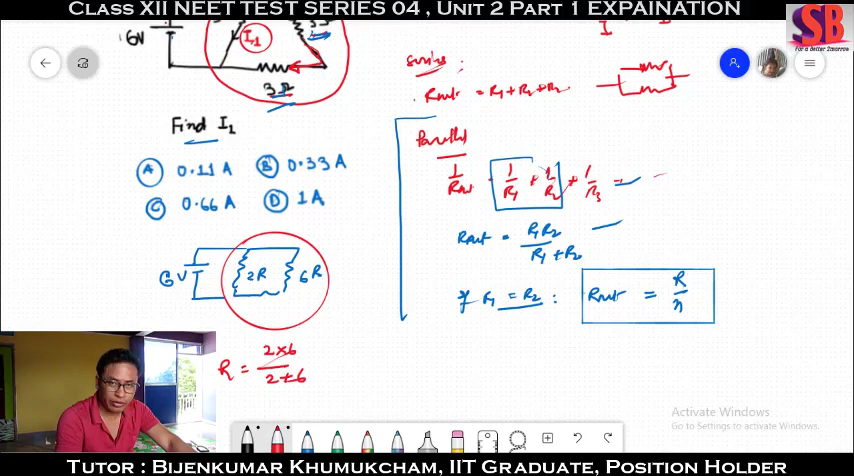 Class XII NEET TEST SERIES 04 , Unit 2 Part 1 EXPAINATION
SB
For a better 2morrow
6V
I1
3Ω
3Ω
I
I
Series :
Rnet = R1 + R2 + R3
Find I1
A 0.11 A B 0.33 A
C 0.66 A D 1 A
Parallel
1/Rnet = 1/R1 + 1/R2 + 1/R3
Rnet = R1R2/R1+R2
If R1 = R2 : Rnet = R/n
6V 2R 6R
R = 2×6/2+6
Activate Windows
Go to Settings to activate Windows.
Tutor : BIJENKUMAR KHUMUKCHAM, IIT GRADUATE, POSITION HOLDER